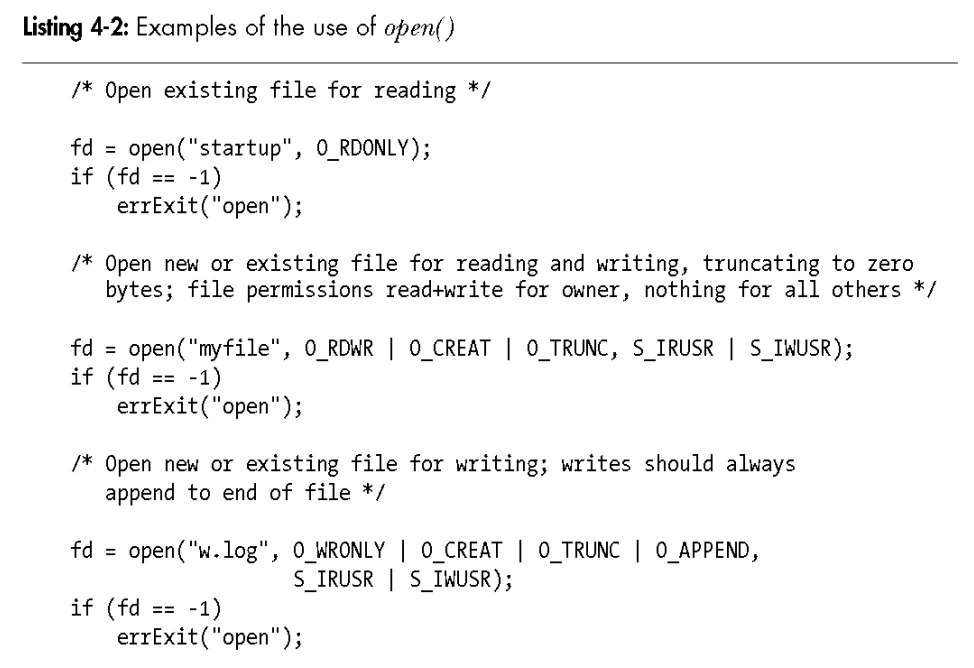 Listing 4-2: Examples of the use of open()
/* Open existing file for reading */
fd = open("startup", O_RDONLY);
if (fd == -1)
    errExit("open");
/* Open new or existing file for reading and writing, truncating to zero
   bytes; file permissions read+write for owner, nothing for all others */
fd = open("myfile", O_RDWR | O_CREAT | O_TRUNC, S_IRUSR | S_IWUSR);
if (fd == -1)
    errExit("open");
/* Open new or existing file for writing; writes should always
   append to end of file */
fd = open("w.log", O_WRONLY | O_CREAT | O_TRUNC | O_APPEND,
                   S_IRUSR | S_IWUSR);
if (fd == -1)
    errExit("open");